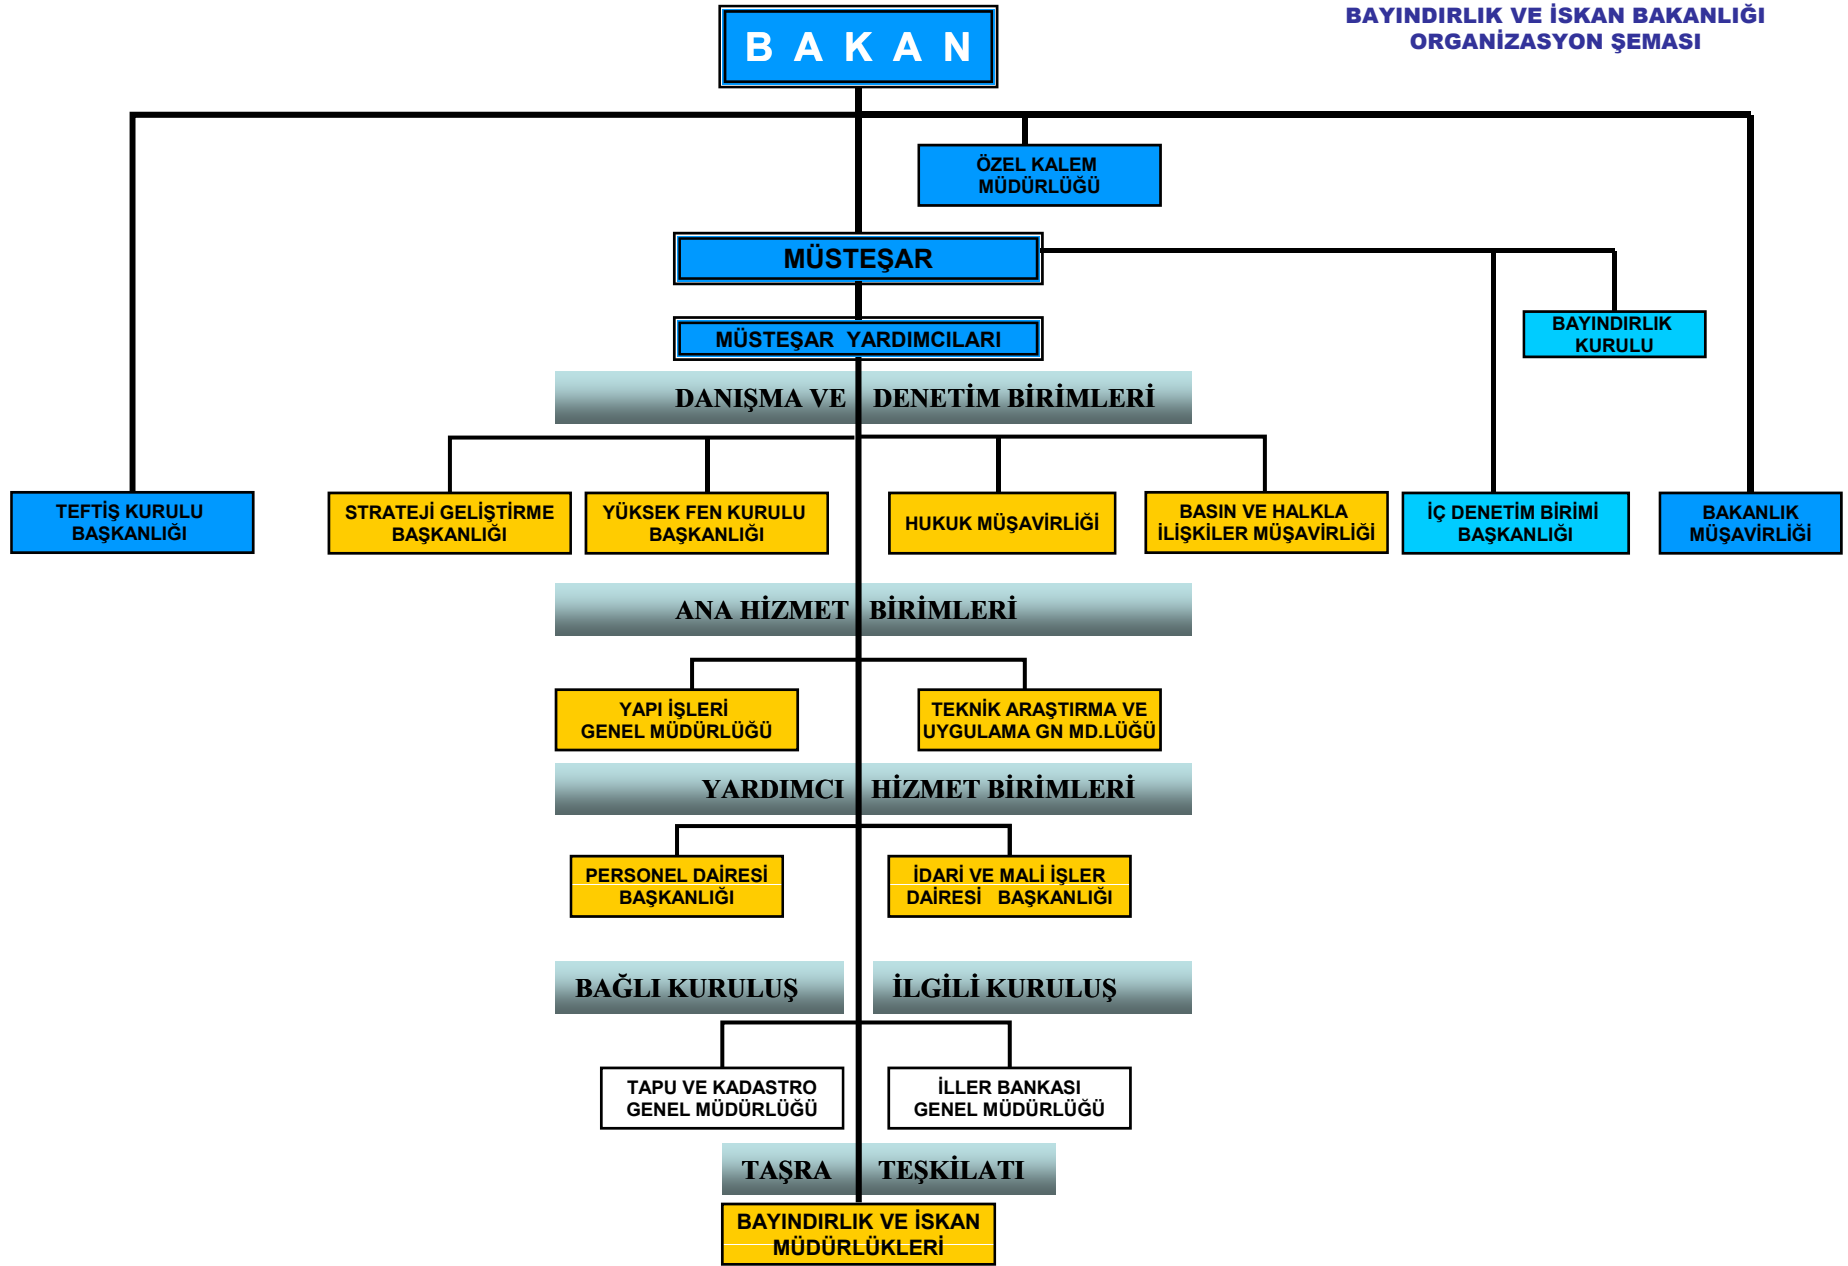 BAYINDIRLIK VE İSKAN BAKANLIĞI
ORGANİZASYON ŞEMASI
B A K A N
ÖZEL KALEM
MÜDÜRLÜĞÜ
MÜSTEŞAR
MÜSTEŞAR YARDIMCILARI
BAYINDIRLIK
KURULU
DANIŞMA VE DENETİM BİRİMLERİ
TEFTİŞ KURULU
BAŞKANLIĞI
STRATEJİ GELİŞTİRME
BAŞKANLIĞI
YÜKSEK FEN KURULU
BAŞKANLIĞI
HUKUK MÜŞAVİRLİĞİ
BASIN VE HALKLA
İLİŞKİLER MÜŞAVİRLİĞİ
İÇ DENETİM BİRİMİ
BAŞKANLIĞI
BAKANLIK
MÜŞAVİRLİĞİ
ANA HİZMET BİRİMLERİ
YAPI İŞLERİ
GENEL MÜDÜRLÜĞÜ
TEKNİK ARAŞTIRMA VE
UYGULAMA GN MD.LÜĞÜ
YARDIMCI HİZMET BİRİMLERİ
PERSONEL DAİRESİ
BAŞKANLIĞI
İDARİ VE MALİ İŞLER
DAİRESİ BAŞKANLIĞI
BAĞLI KURULUŞ
İLGİLİ KURULUŞ
TAPU VE KADASTRO
GENEL MÜDÜRLÜĞÜ
İLLER BANKASI
GENEL MÜDÜRLÜĞÜ
TAŞRA TEŞKİLATI
BAYINDIRLIK VE İSKAN
MÜDÜRLÜKLERİ